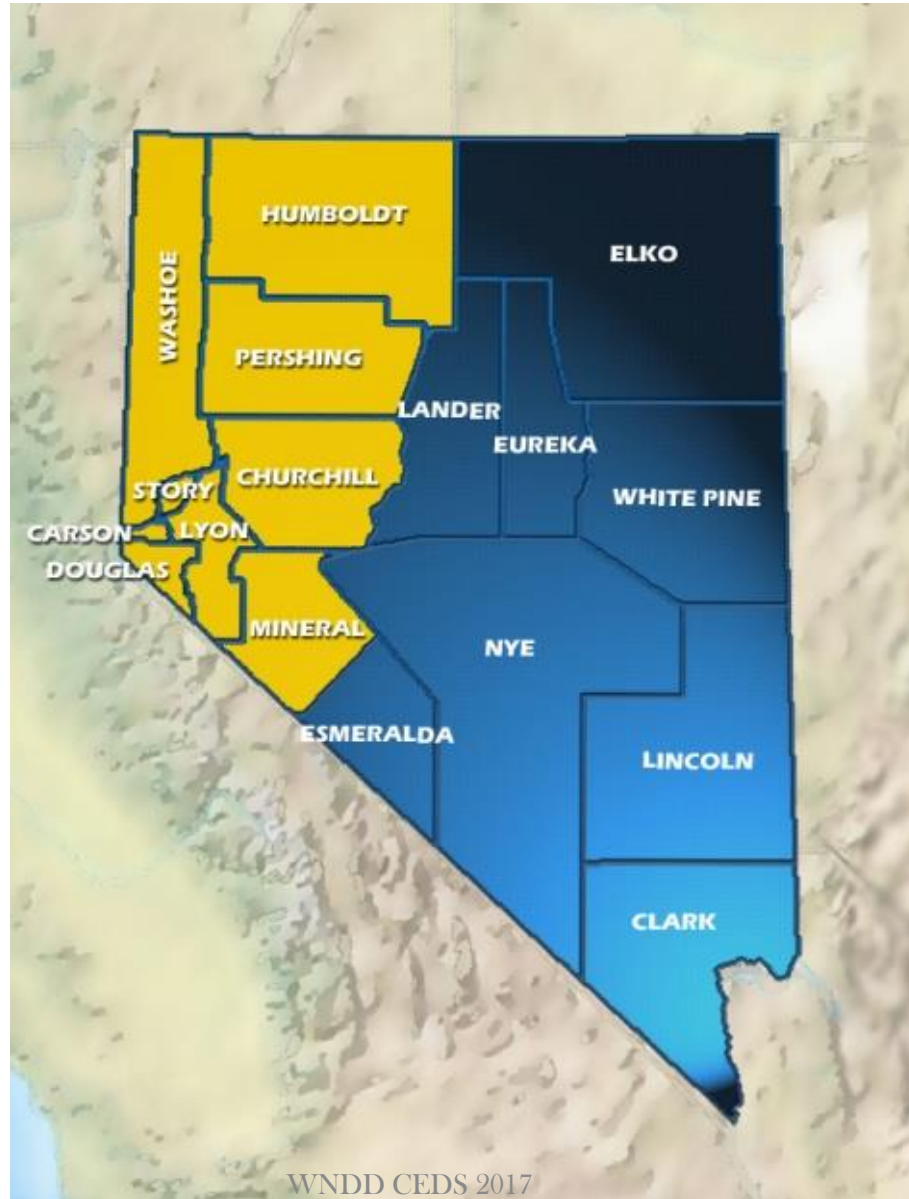 HUMBOLDT
ELKO
WASHOE
PERSHING
LANDER
EUREKA
CHURCHILL
STORY
WHITE PINE
CARSON
LYON
DOUGLAS
MINERAL
NYE
ESMERALDA
LINCOLN
CLARK
WNDD CEDS 2017